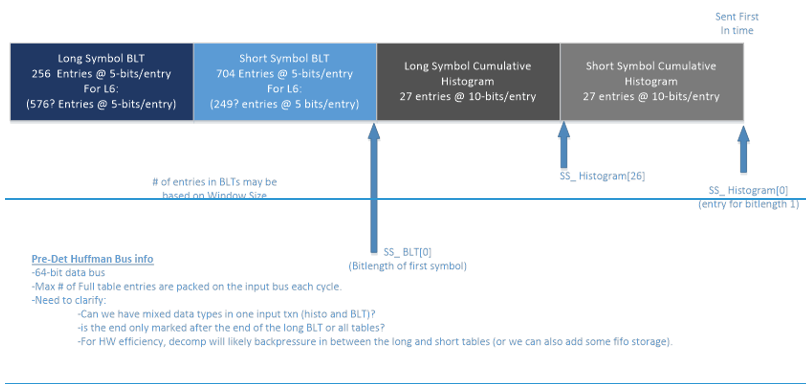 Sent First
In time
Long Symbol BLT
256 Entries @ 5-bits/entry
For L6:
(576? Entries @ 5-bits/entry)
Short Symbol BLT
704 Entries @ 5-bits/entry
For L6:
(249? entries @ 5 bits/entry)
Long Symbol Cumulative
Histogram
27 entries @ 10-bits/entry
Short Symbol Cumulative
Histogram
27 entries @ 10-bits/entry
# of entries in BLTs may be
based on Window Size
SS_ Histogram[26]
SS_ Histogram[0]
(entry for bitlength 1)
SS_ BLT[0]
(Bitlength of first symbol)
Pre-Det Huffman Bus info
-64-bit data bus
-Max # of Full table entries are packed on the input bus each cycle.
-Need to clarify:
-Can we have mixed data types in one input txn (histo and BLT)?
-is the end only marked after the end of the long BLT or all tables?
-For HW efficiency, decomp will likely backpressure in between the long and short tables (or we can also add some fifo storage).